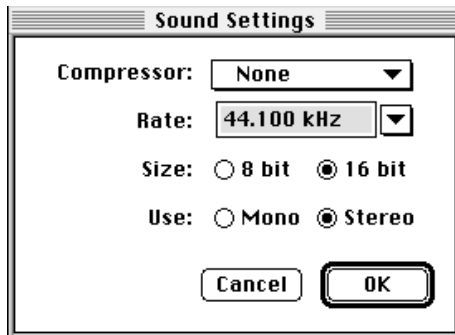 Sound Settings
Compressor: None
Rate: 44.100 kHz
Size: 8 bit 16 bit
Use: Mono Stereo
Cancel OK